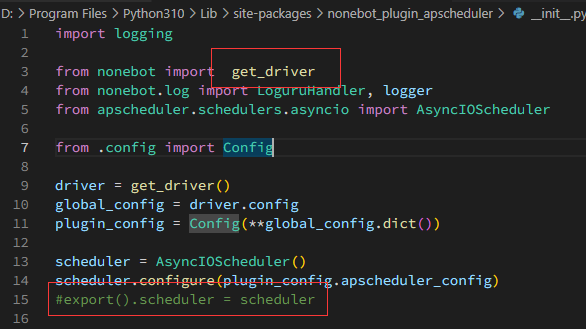 D: > Program Files > Python310 > Lib > site-packages > nonebot_plugin_apscheduler > __init__.py
1 import logging
2
3 from nonebot import  get_driver
4 from nonebot.log import LoguruHandler, logger
5 from apscheduler.schedulers.asyncio import AsyncIOScheduler
6
7 from .config import Config
8
9 driver = get_driver()
10 global_config = driver.config
11 plugin_config = Config(**global_config.dict())
12
13 scheduler = AsyncIOScheduler()
14 scheduler.configure(plugin_config.apscheduler_config)
15 #export().scheduler = scheduler
16